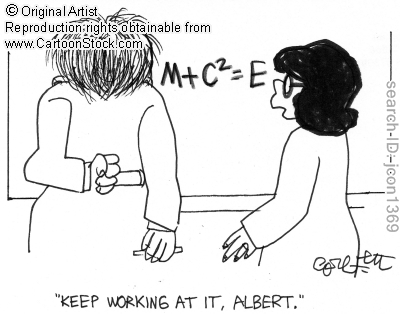 © Original Artist
Reproduction rights obtainable from
www.CartoonStock.com
M+C²=E
search-ID: jcon1369
"KEEP WORKING AT IT, ALBERT."